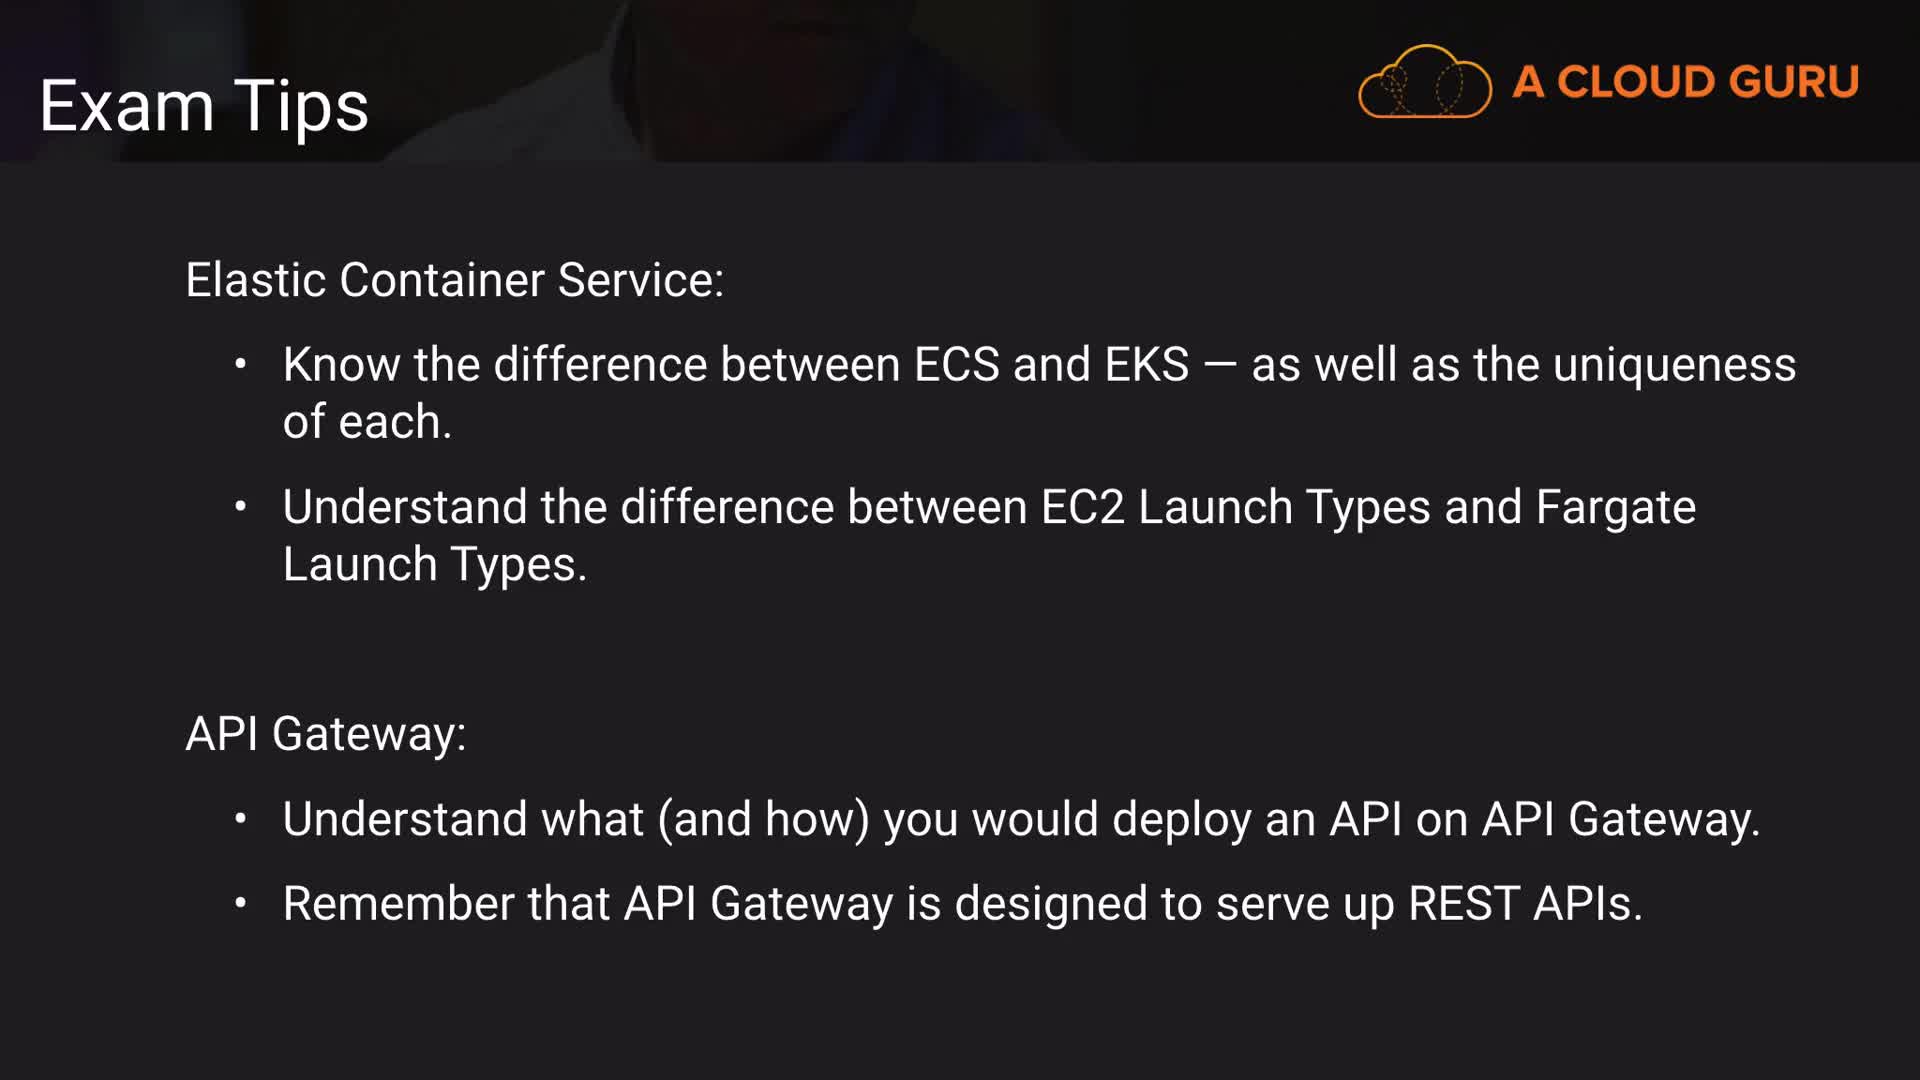 Exam Tips
A CLOUD GURU
Elastic Container Service:
• Know the difference between ECS and EKS — as well as the uniqueness
of each.
• Understand the difference between EC2 Launch Types and Fargate
Launch Types.
API Gateway:
• Understand what (and how) you would deploy an API on API Gateway.
• Remember that API Gateway is designed to serve up REST APIs.